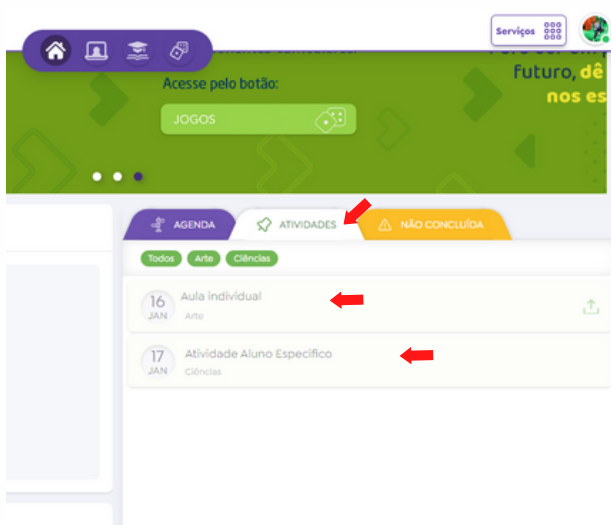 Serviços
futuro, dê
nos es
Acesse pelo botão:
JOGOS
AGENDA
ATIVIDADES
NÃO CONCLUÍDA
Todos
Arte
Ciências
16
JAN
Aula individual
Arte
17
JAN
Atividade Aluno Específico
Ciências